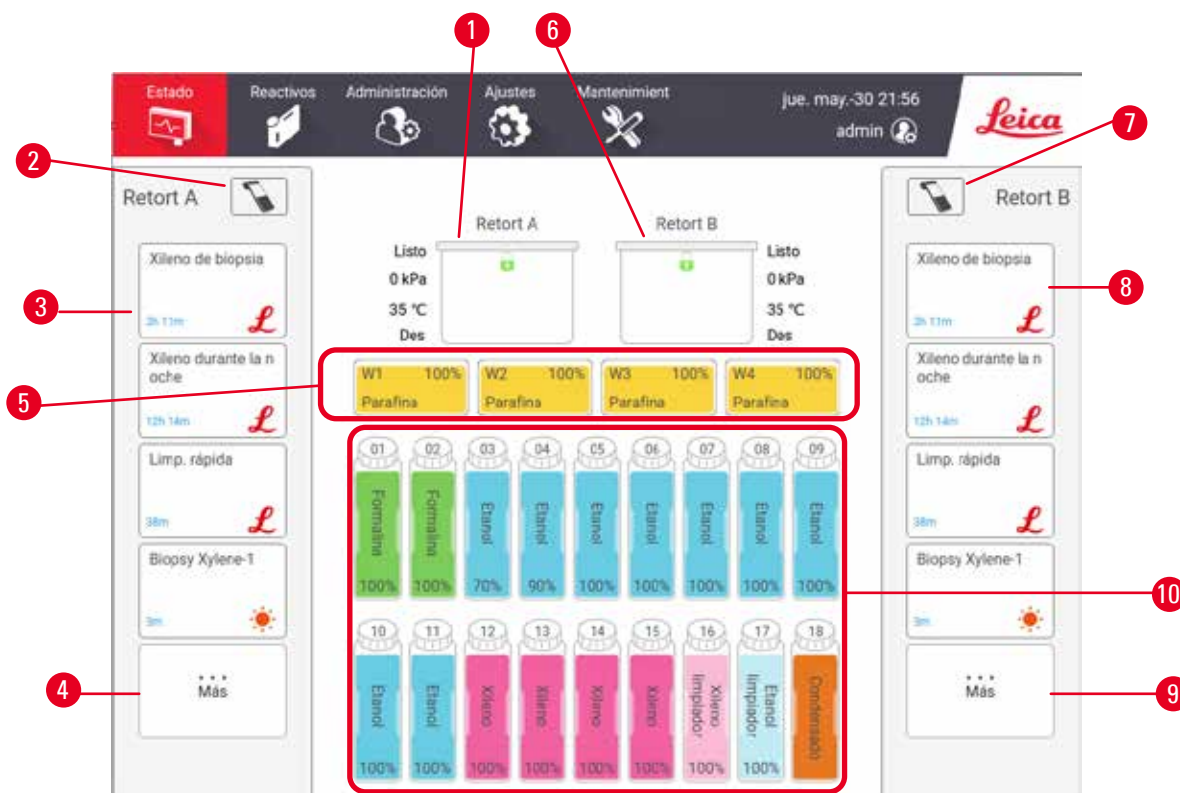 1
6
Estado
Reactivos
Administración
Ajustes
Mantenimient
jue. may.-30 21:56
admin
Leica
7
2
Retort A
Retort B
Retort A
Retort B
Xileno de biopsia
2h 11m
3
Listo
0 kPa
35 °C
Des
Listo
0 kPa
35 °C
Des
Xileno de biopsia
2h 11m
8
Xileno durante la n
oche
12h 14m
5
W1 100%
Parafina
W2 100%
Parafina
W3 100%
Parafina
W4 100%
Parafina
Xileno durante la n
oche
12h 14m
Limp. rápida
38m
Limp. rápida
38m
01
Formalina
100%
02
Formalina
100%
03
Etanol
70%
04
Etanol
90%
05
Etanol
100%
06
Etanol
100%
07
Etanol
100%
08
Etanol
100%
09
Etanol
100%
10
Biopsy Xylene-1
3m
Biopsy Xylene-1
3m
10
Etanol
100%
11
Etanol
100%
12
Xileno
100%
13
Xileno
100%
14
Xileno
100%
15
Xileno
100%
16
Xileno
limpiador
100%
17
Etanol
limpiador
100%
18
Condensado
4
...
Más
...
Más
9